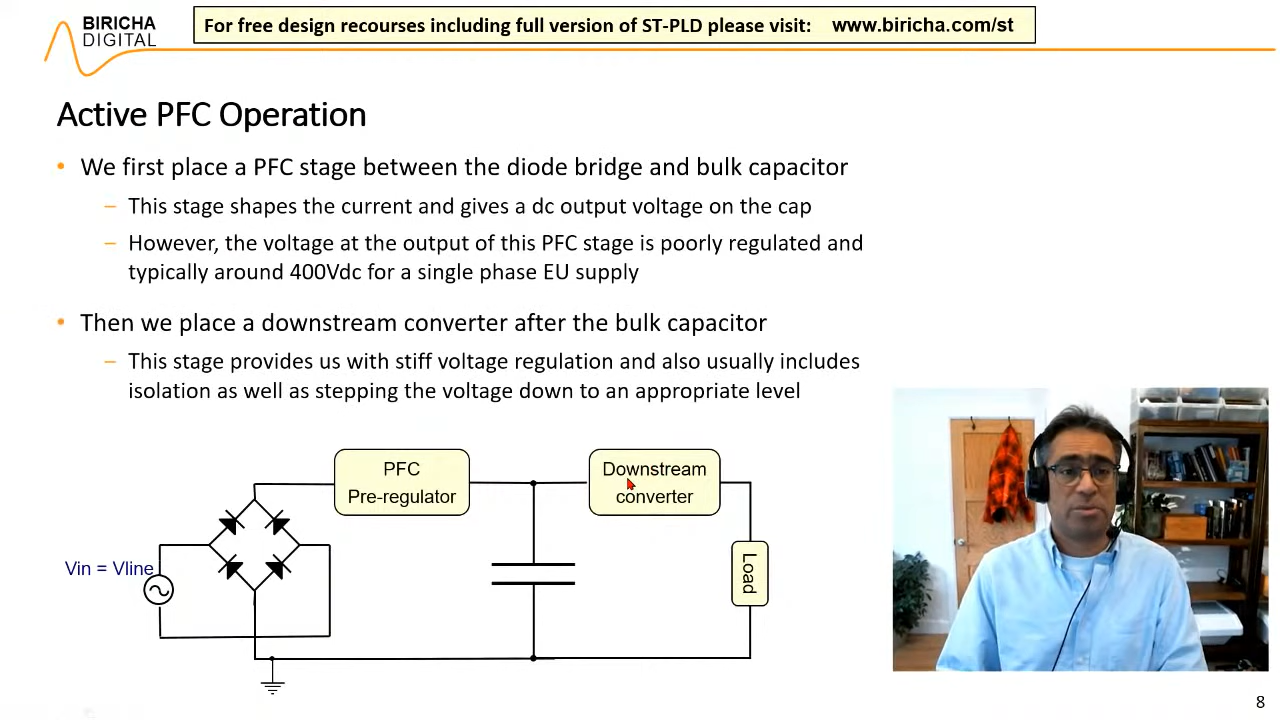 BIRICHA
DIGITAL
For free design recourses including full version of ST-PLD please visit: www.biricha.com/st
Active PFC Operation
• We first place a PFC stage between the diode bridge and bulk capacitor
– This stage shapes the current and gives a dc output voltage on the cap
– However, the voltage at the output of this PFC stage is poorly regulated and
typically around 400Vdc for a single phase EU supply
• Then we place a downstream converter after the bulk capacitor
– This stage provides us with stiff voltage regulation and also usually includes
isolation as well as stepping the voltage down to an appropriate level
PFC
Pre-regulator
Downstream
converter
Vin = Vline
Load
8